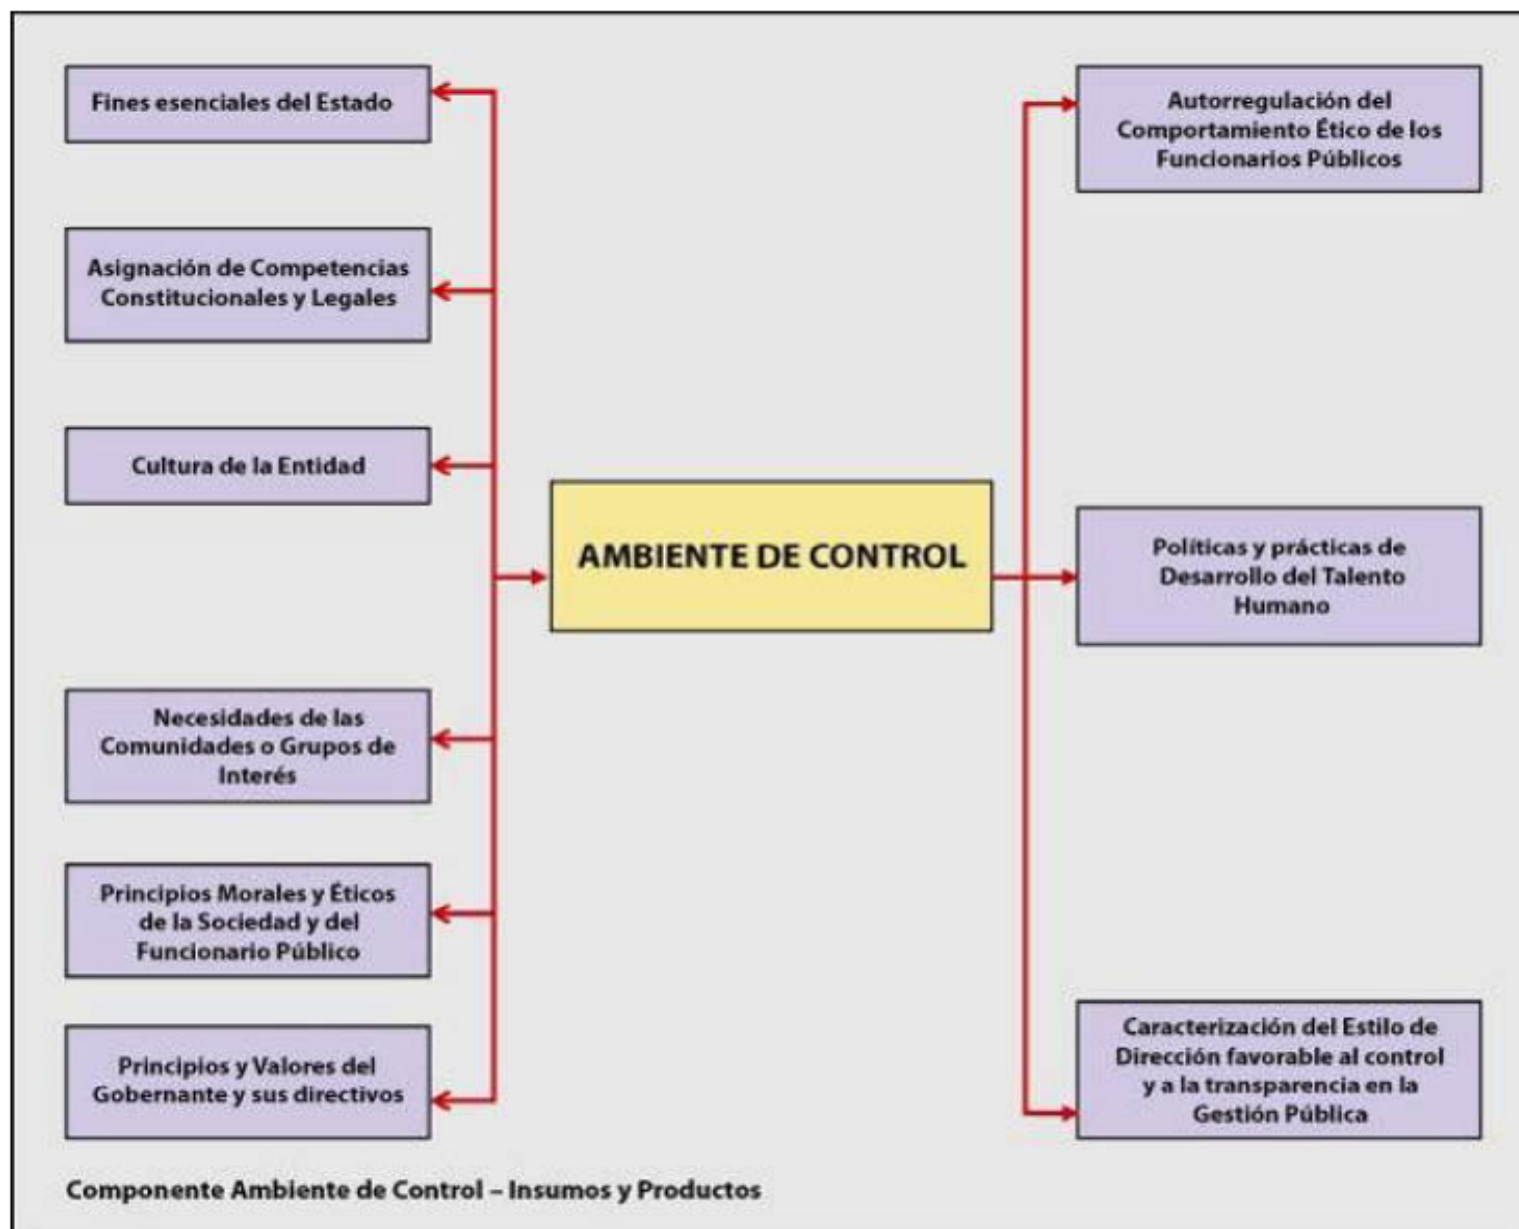 Fines esenciales del Estado
Asignación de Competencias
Constitucionales y Legales
Cultura de la Entidad
Necesidades de las
Comunidades o Grupos de
Interés
Principios Morales y Éticos
de la Sociedad y del
Funcionario Público
Principios y Valores del
Gobernante y sus directivos
AMBIENTE DE CONTROL
Autorregulación del
Comportamiento Ético de los
Funcionarios Públicos
Políticas y prácticas de
Desarrollo del Talento
Humano
Caracterización del Estilo de
Dirección favorable al control
y a la transparencia en la
Gestión Pública
Componente Ambiente de Control – Insumos y Productos